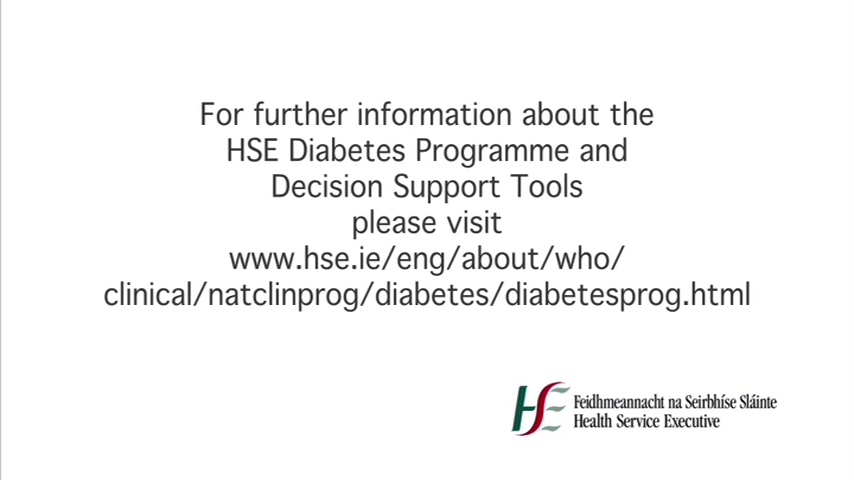 For further information about the
HSE Diabetes Programme and
Decision Support Tools
please visit
www.hse.ie/eng/about/who/
clinical/natclinprog/diabetes/diabetesprog.html
HSE
Feidhmeannacht na Seirbhíse Sláinte
Health Service Executive